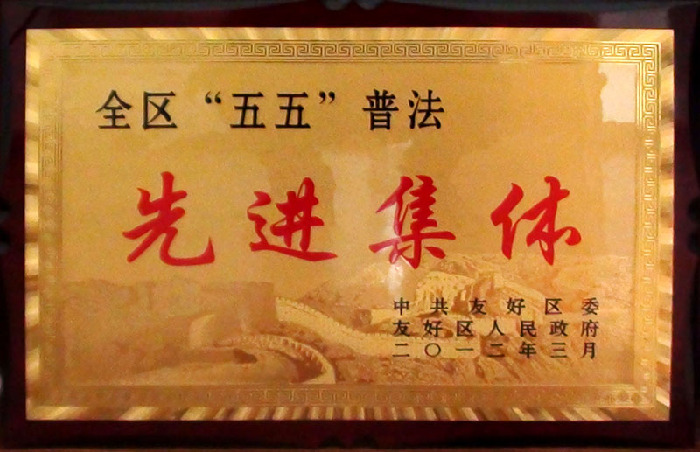 全区“五五”普法
先进集体
中共友好区委
友好区人民政府
二〇一二年三月